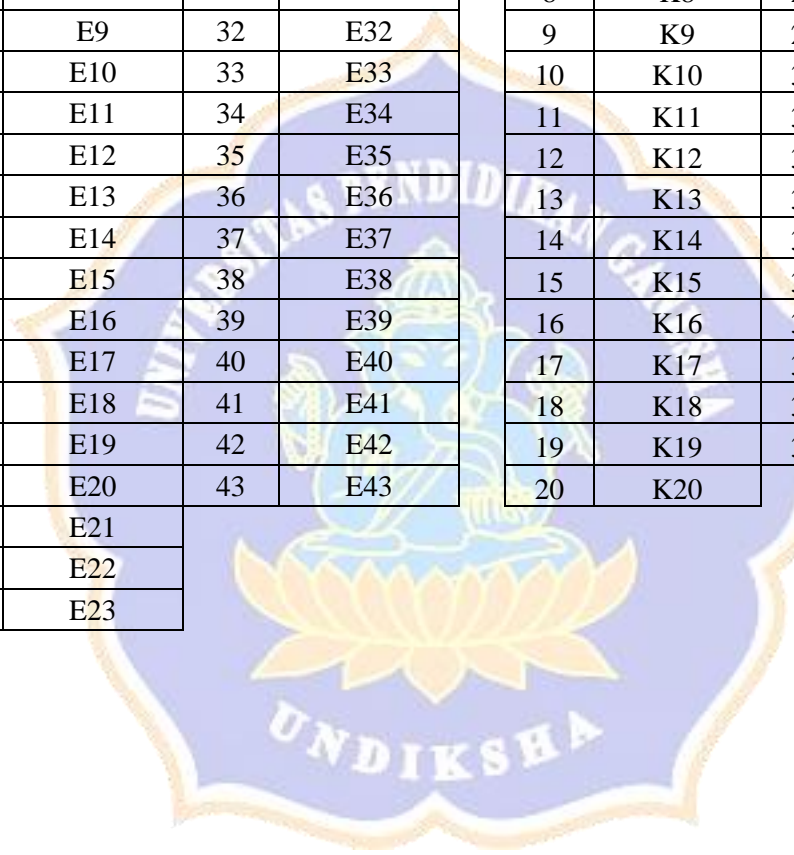 E9 32 E32 9 K9
E10 33 E33 10 K10
E11 34 E34 11 K11
E12 35 E35 12 K12
E13 36 E36 13 K13
E14 37 E37 14 K14
E15 38 E38 15 K15
E16 39 E39 16 K16
E17 40 E40 17 K17
E18 41 E41 18 K18
E19 42 E42 19 K19
E20 43 E43 20 K20
E21
E22
E23
UNIVERSITAS PENDIDIKAN GANESHA
UNDIKSHA